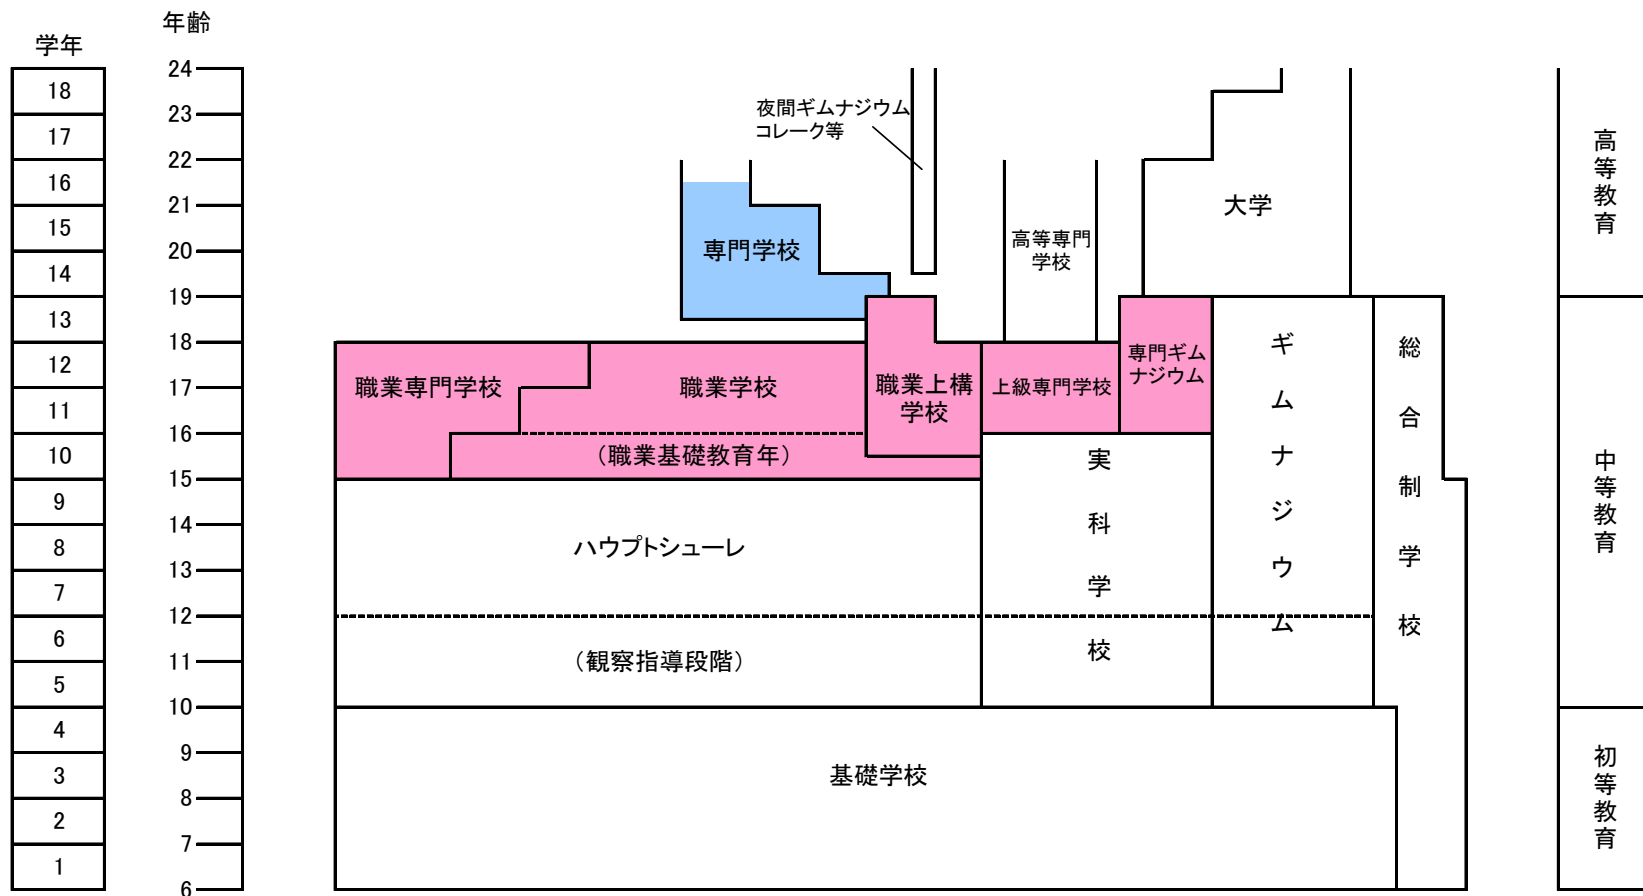 学年
18
17
16
15
14
13
12
11
10
9
8
7
6
5
4
3
2
1
年齢
24
23
22
21
20
19
18
17
16
15
14
13
12
11
10
9
8
7
6
夜間ギムナジウム
コレーク等
専門学校
高等専門
学校
大学
職業専門学校
職業学校
(職業基礎教育年)
職業上構
学校
上級専門学校
専門ギム
ナジウム
ハウプトシューレ
(観察指導段階)
実科学校
ギムナジウム
総合制学校
基礎学校
高等教育
中等教育
初等教育